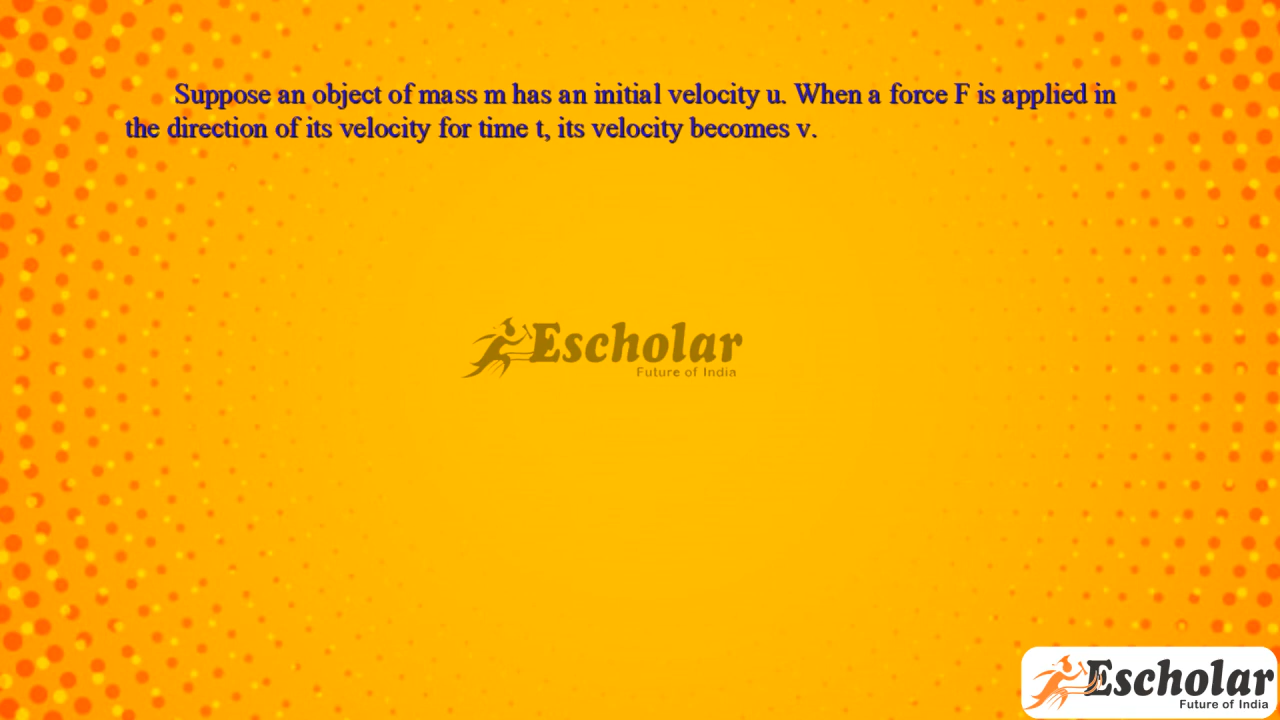 Suppose an object of mass m has an initial velocity u. When a force F is applied in
the direction of its velocity for time t, its velocity becomes v.
Escholar
Future of India
Escholar
Future of India